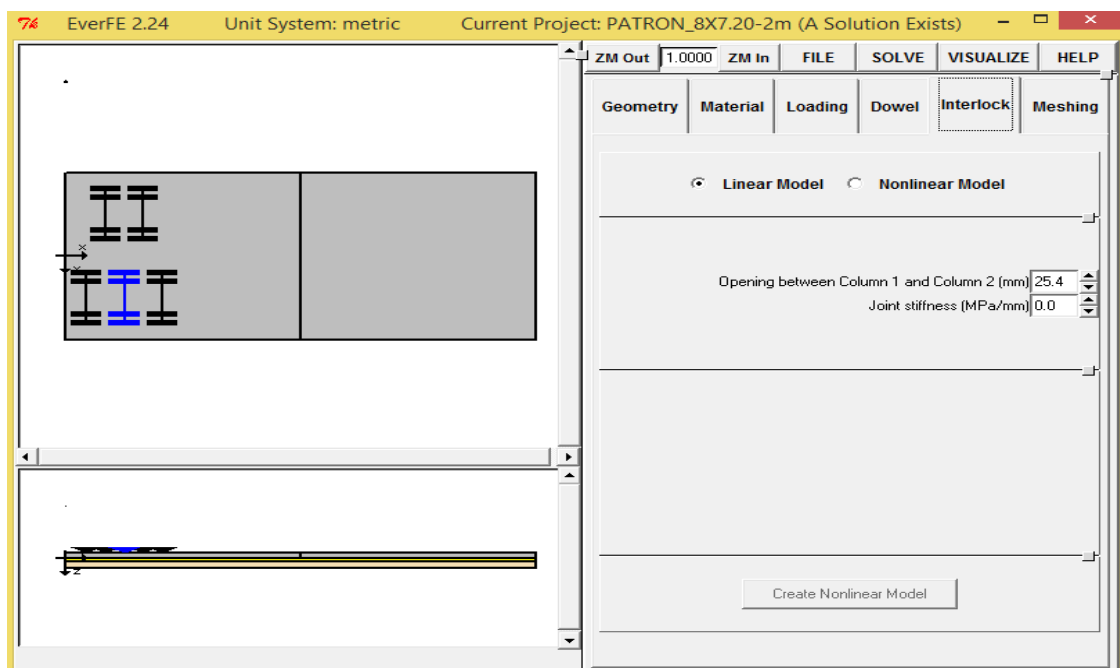 EverFE 2.24 Unit System: metric Current Project: PATRON_8X7.20-2m (A Solution Exists)
ZM Out 1.0000 ZM In FILE SOLVE VISUALIZE HELP
Geometry Material Loading Dowel Interlock Meshing
Linear Model Nonlinear Model
x
Opening between Column 1 and Column 2 (mm) 25.4
Joint stiffness (MPa/mm) 0.0
z
Create Nonlinear Model